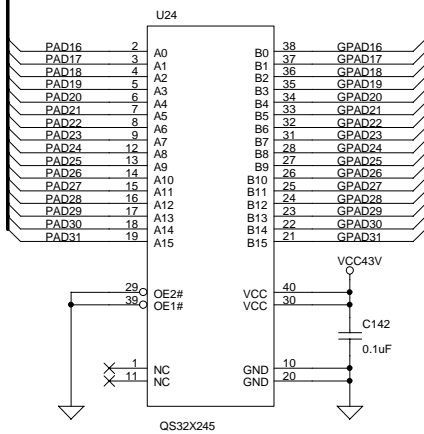 U24
PAD16 2 A0 B0 38 GPAD16
PAD17 3 A1 B1 37 GPAD17
PAD18 4 A2 B2 36 GPAD18
PAD19 5 A3 B3 35 GPAD19
PAD20 6 A4 B4 34 GPAD20
PAD21 7 A5 B5 33 GPAD21
PAD22 8 A6 B6 32 GPAD22
PAD23 9 A7 B7 31 GPAD23
PAD24 12 A8 B8 28 GPAD24
PAD25 13 A9 B9 27 GPAD25
PAD26 14 A10 B10 26 GPAD26
PAD27 15 A11 B11 25 GPAD27
PAD28 16 A12 B12 24 GPAD28
PAD29 17 A13 B13 23 GPAD29
PAD30 18 A14 B14 22 GPAD30
PAD31 19 A15 B15 21 GPAD31
VCC43V
29 OE2# VCC 40
39 OE1# VCC 30
C142
0.1uF
1 NC GND 10
11 NC GND 20
QS32X245